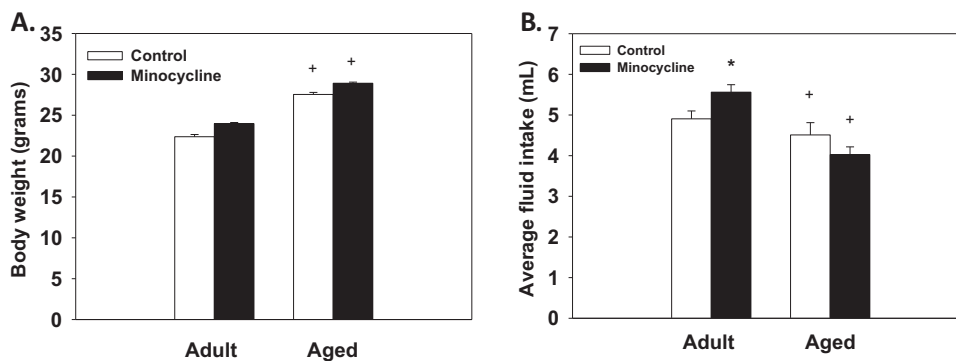 A.
Control
Minocycline
Body weight (grams)
40
35
30
25
20
15
10
5
0
+ +
Adult Aged
B.
Control
Minocycline
Average fluid intake (mL)
7
6
5
4
3
2
1
0
*
+
+
Adult Aged